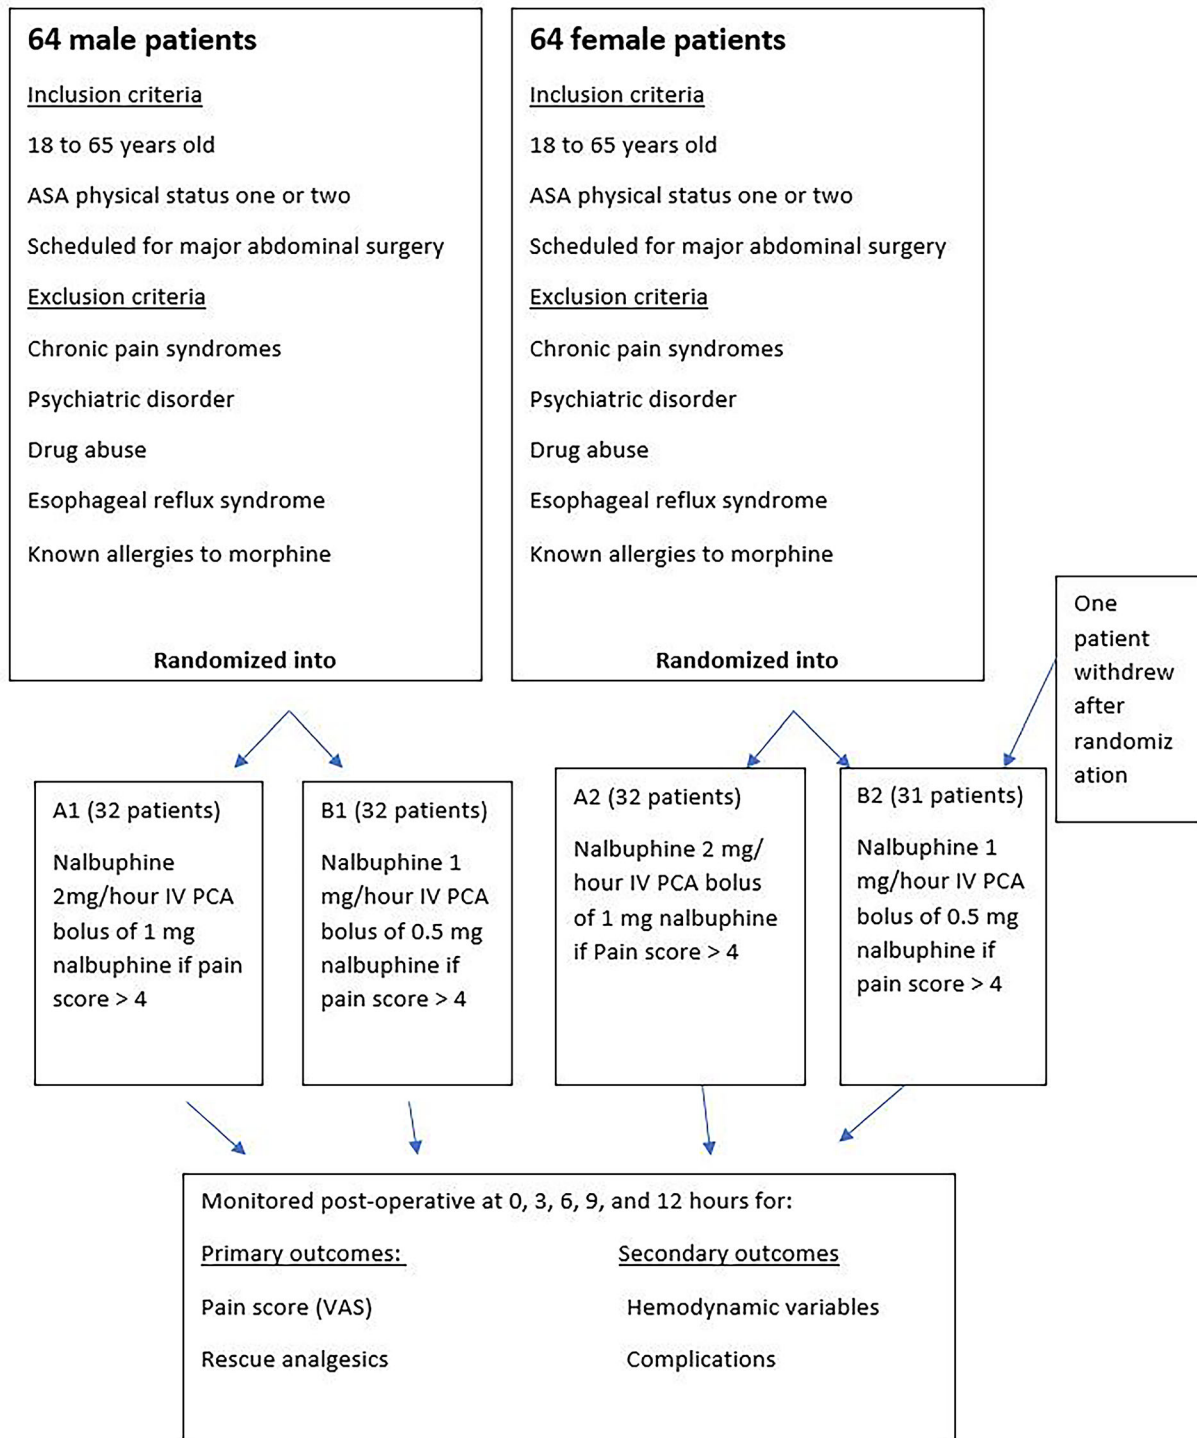 64 male patients
Inclusion criteria
18 to 65 years old
ASA physical status one or two
Scheduled for major abdominal surgery
Exclusion criteria
Chronic pain syndromes
Psychiatric disorder
Drug abuse
Esophageal reflux syndrome
Known allergies to morphine
Randomized into
64 female patients
Inclusion criteria
18 to 65 years old
ASA physical status one or two
Scheduled for major abdominal surgery
Exclusion criteria
Chronic pain syndromes
Psychiatric disorder
Drug abuse
Esophageal reflux syndrome
Known allergies to morphine
Randomized into
One
patient
withdrew
after
randomiz
ation
A1 (32 patients)
Nalbuphine
2mg/hour IV PCA
bolus of 1 mg
nalbuphine if pain
score > 4
B1 (32 patients)
Nalbuphine 1
mg/hour IV PCA
bolus of 0.5 mg
nalbuphine if
pain score > 4
A2 (32 patients)
Nalbuphine 2 mg/
hour IV PCA bolus
of 1 mg nalbuphine
if Pain score > 4
B2 (31 patients)
Nalbuphine 1
mg/hour IV PCA
bolus of 0.5 mg
nalbuphine if
pain score > 4
Monitored post-operative at 0, 3, 6, 9, and 12 hours for:
Primary outcomes:
Pain score (VAS)
Rescue analgesics
Secondary outcomes
Hemodynamic variables
Complications